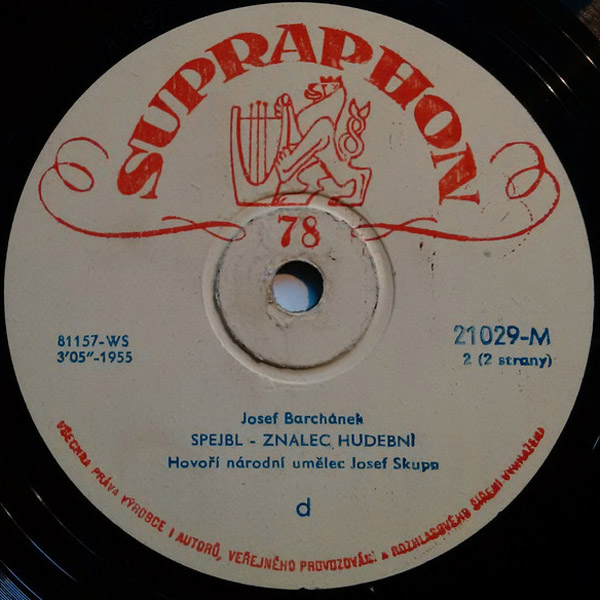 SUPRAPHON
78
81157-WS
3'05"-1955
21029-M
2 (2 strany)
Josef Barchánek
SPEJBL - ZNALEC HUDEBNÍ
Hovoří národní umělec Josef Skupa
d
VŠECHNA PRÁVA VÝROBCE I AUTORŮ, VEŘEJNÉHO PROVOZOVÁNÍ A ROZHLASOVÉHO ŠÍŘENÍ VYHRAŽENA